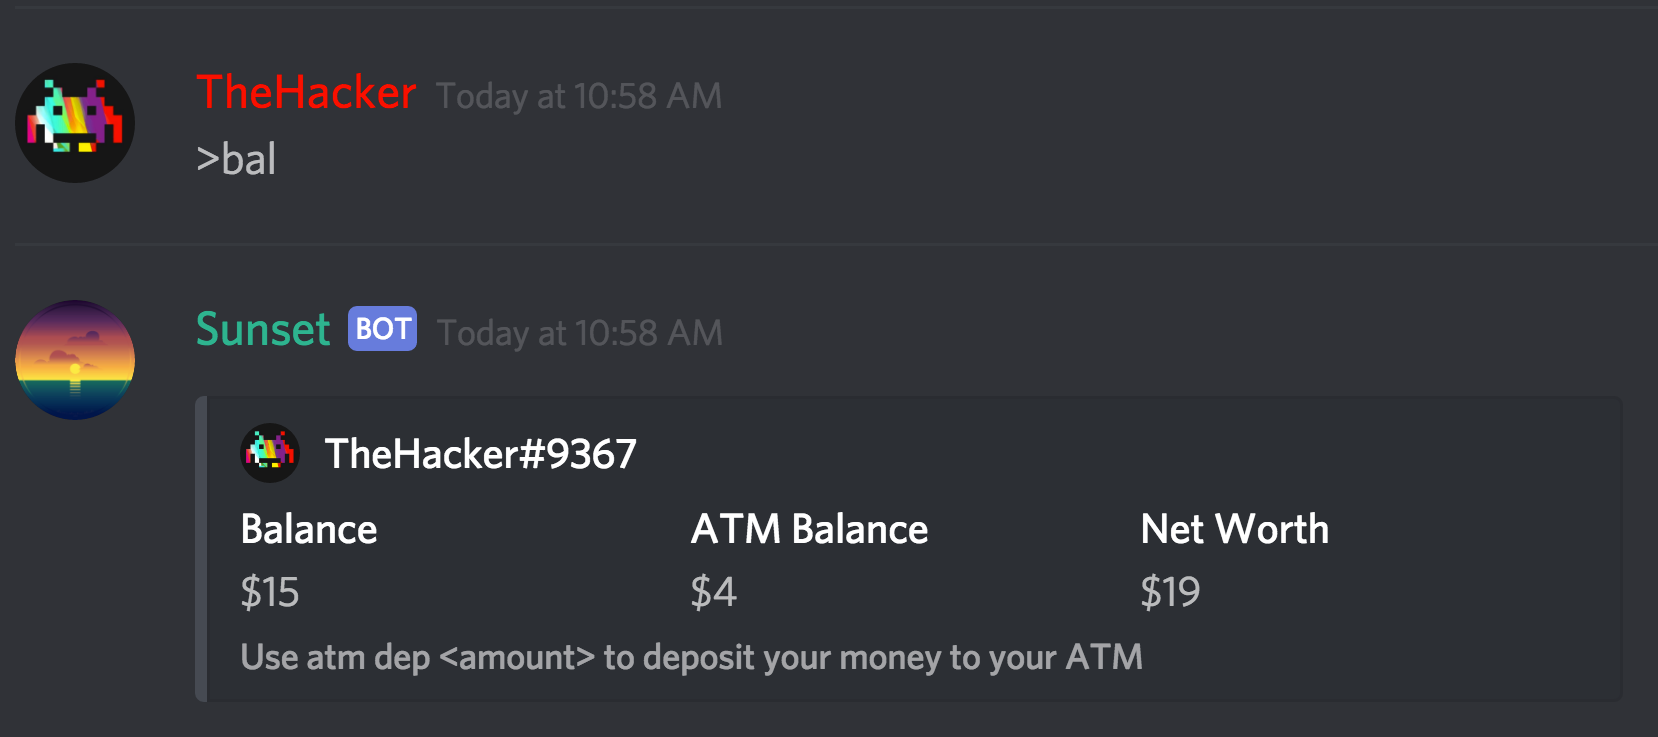 TheHacker Today at 10:58 AM
>bal
Sunset BOT Today at 10:58 AM
TheHacker#9367
Balance ATM Balance Net Worth
$15 $4 $19
Use atm dep <amount> to deposit your money to your ATM